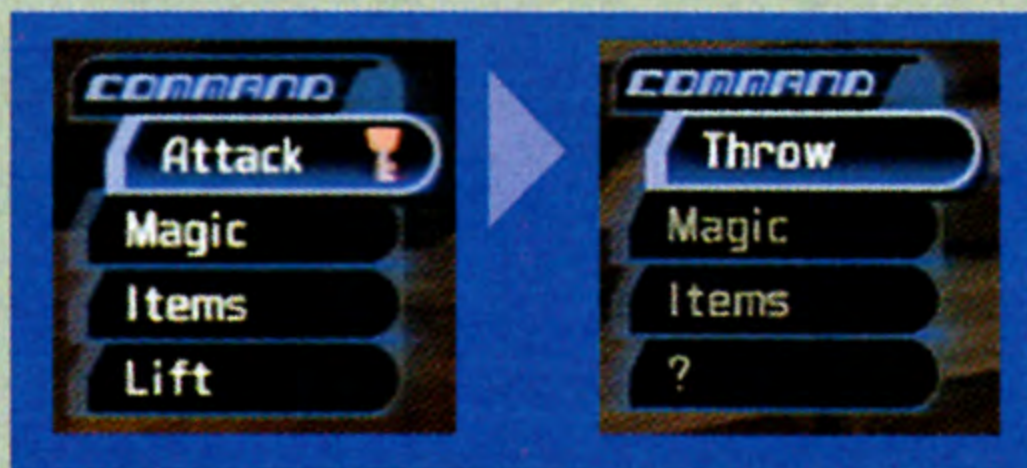 COMMAND
Attack
Magic
Items
Lift
COMMAND
Throw
Magic
Items
?